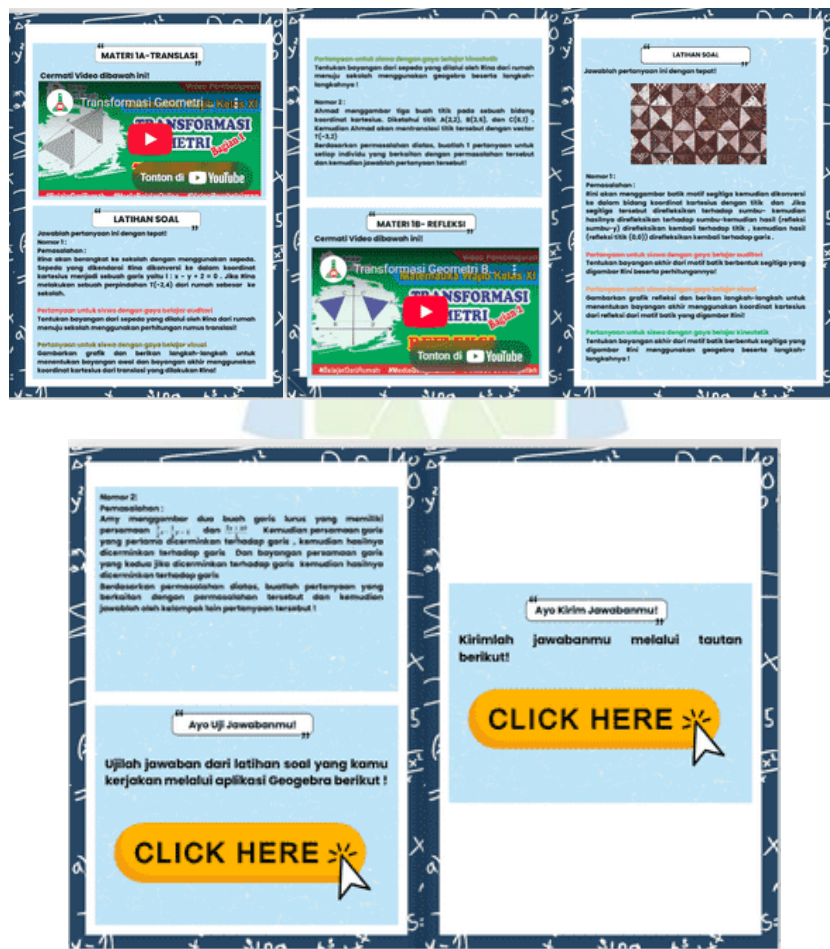 MATERI 1A-TRANSLASI
Cermati Video dibawah ini!
Transformasi Geometri...
TRANSFORMASI
Bagian 1
Tonton di YouTube
LATIHAN SOAL
Jawablah pertanyaan ini dengan tepat!
Nomor 1:
Pemasalahan :
Rina akan berangkat ke sekolah dengan menggunakan sepeda.
Sepeda yang dikendarai Rina dikonversi ke dalam koordinat
kartesius menjadi sebuah garis yaitu l : x - y + 3 = 0 . Jika Rina
melakukan sebuah perpindahan T(-2,4) dari rumah sebesar ke
sekolah.
Pertanyaan untuk siswa dengan gaya belajar auditori
Tentukan bayangan dari sepeda yang dilalui oleh Rina dari rumah
menuju sekolah menggunakan perhitungan rumus translasi!
Pertanyaan untuk siswa dengan gaya belajar visual
Gambarkan grafik dan berikan langkah-langkah untuk
menentukan bayangan awal dan bayangan akhir menggunakan
koordinat kartesius dari translasi yang dilakukan Rina!
Pertanyaan untuk siswa dengan gaya belajar kinestetik
Tentukan bayangan dari sepeda yang dilalui oleh Rina dari rumah
menuju sekolah menggunakan geogebra beserta langkah-
langkahnya !
Nomor 2 :
Ahmad menggambar tiga buah titik pada sebuah bidang
koordinat kartesius. Diketahui titik A(2,2), B(3,6), dan C(6,1) .
Kemudian Ahmad akan mentranslasi titik tersebut dengan vector
T(-3,2)
Berdasarkan permasalahan diatas, buatlah 1 pertanyaan untuk
setiap individu yang berkaitan dengan permasalahan tersebut
dan kemudian jawablah pertanyaan tersebut!
MATERI 1B- REFLEKSI
Cermati Video dibawah ini!
Transformasi Geometri B...
TRANSFORMASI
Bagian 2
Tonton di YouTube
LATIHAN SOAL
Jawablah pertanyaan ini dengan tepat!
Nomor 1 :
Pemasalahan :
Rini akan menggambar batik motif segitiga kemudian dikonversi
ke dalam bidang koordinat kartesius dengan titik dan Jika
segitiga tersebut direfleksikan terhadap sumbu- kemudian
hasilnya direfleksikan terhadap sumbu-kemudian hasil (refleksi
sumbu-y) direfleksikan kembali terhadap titik , kemudian hasil
(refleksi titik (0,0)) direfleksikan kembali terhadap garis .
Pertanyaan untuk siswa dengan gaya belajar auditori
Tentukan bayangan akhir dari motif batik berbentuk segitiga yang
digambar Rini beserta perhitungannya!
Pertanyaan untuk siswa dengan gaya belajar visual
Gambarkan grafik refleksi dan berikan langkah-langkah untuk
menentukan bayangan akhir menggunakan koordinat kartesius
dari refleksi dari motif batik yang digambar Rini!
Pertanyaan untuk siswa dengan gaya belajar kinestetik
Tentukan bayangan akhir dari motif batik berbentuk segitiga yang
digambar Rini menggunakan geogebra beserta langkah-
langkahnya !
Nomor 2:
Pemasalahan :
Amy menggambar dua buah garis lurus yang memiliki
persamaan dan Kemudian persamaan garis
yang pertama dicerminkan terhadap garis , kemudian hasilnya
dicerminkan terhadap garis Dan bayangan persamaan garis
yang kedua jika dicerminkan terhadap garis kemudian hasilnya
dicerminkan terhadap garis
Berdasarkan permasalahan diatas, buatlah pertanyaan yang
berkaitan dengan permasalahan tersebut dan kemudian
jawablah oleh kelompok lain pertanyaan tersebut !
Ayo Uji Jawabanmu!
Ujilah jawaban dari latihan soal yang kamu
kerjakan melalui aplikasi Geogebra berikut !
CLICK HERE
Ayo Kirim Jawabanmu!
Kirimlah jawabanmu melalui tautan
berikut!
CLICK HERE